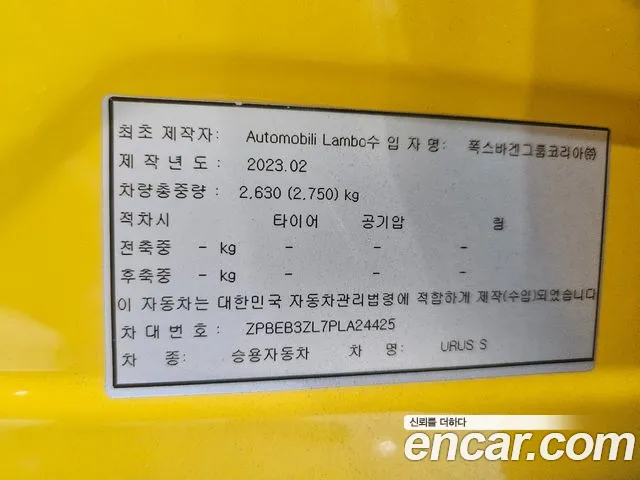 최초 제작자: Automobili Lambo수 입 자 명: 폭스바겐그룹코리아㈜
제 작 년 도 : 2023.02
차량총중량 : 2,630 (2,750) kg
적차시 타이어 공기압 림
전축중 - kg - - -
후축중 - kg - - -
이 자동차는 대한민국 자동차관리법령에 적합하게 제작(수입)되었습니다
차 대 번 호 : ZPBEB3ZL7PLA24425
차 종: 승용자동차 차 명: URUS S
신뢰를 더하다
encar.com